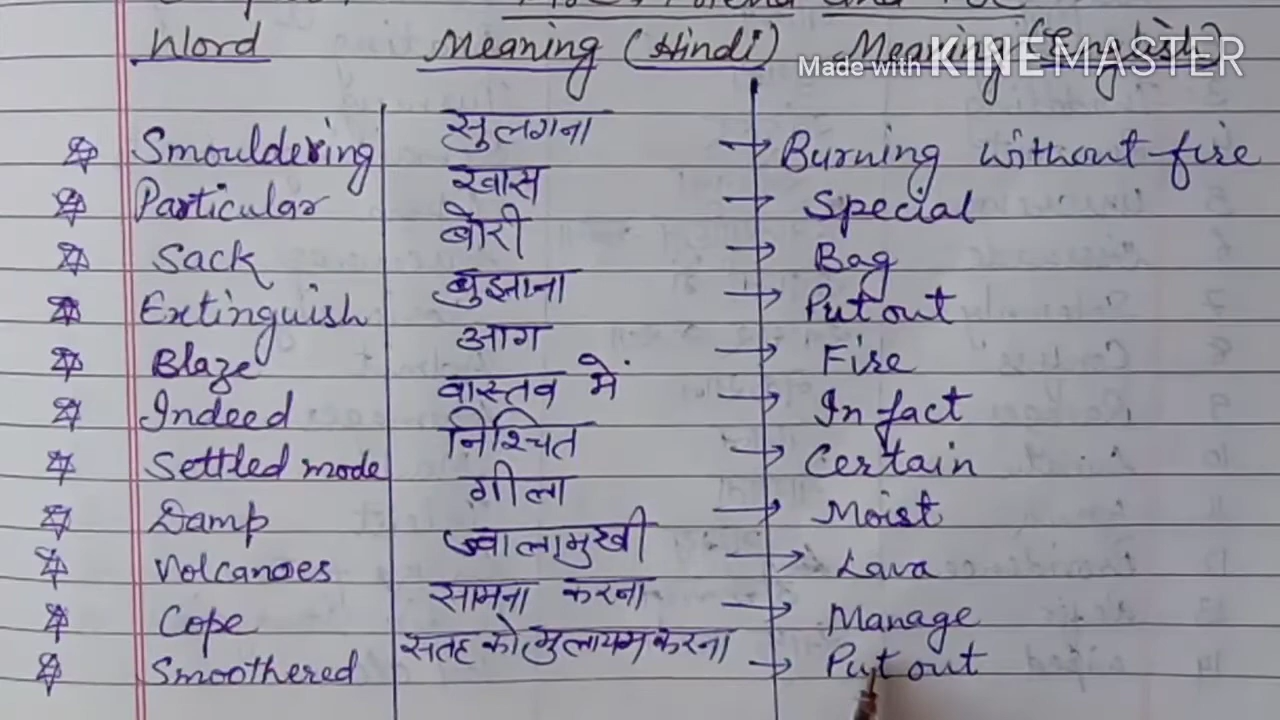 Word Meaning (Hindi) Meaning (English)
Made with KINEMASTER
Smouldering सुलगना → Burning without fire
Particular खास → Special
Sack बोरी → Bag
Extinguish बुझाना → Put out
Blaze आग → Fire
Indeed वास्तव में → In fact
Settled mode निश्चित → Certain
Damp गीला → Moist
Volcanoes ज्वालामुखी → Lava
Cope सामना करना → Manage
Smoothered सतह को मुलायम करना → Put out